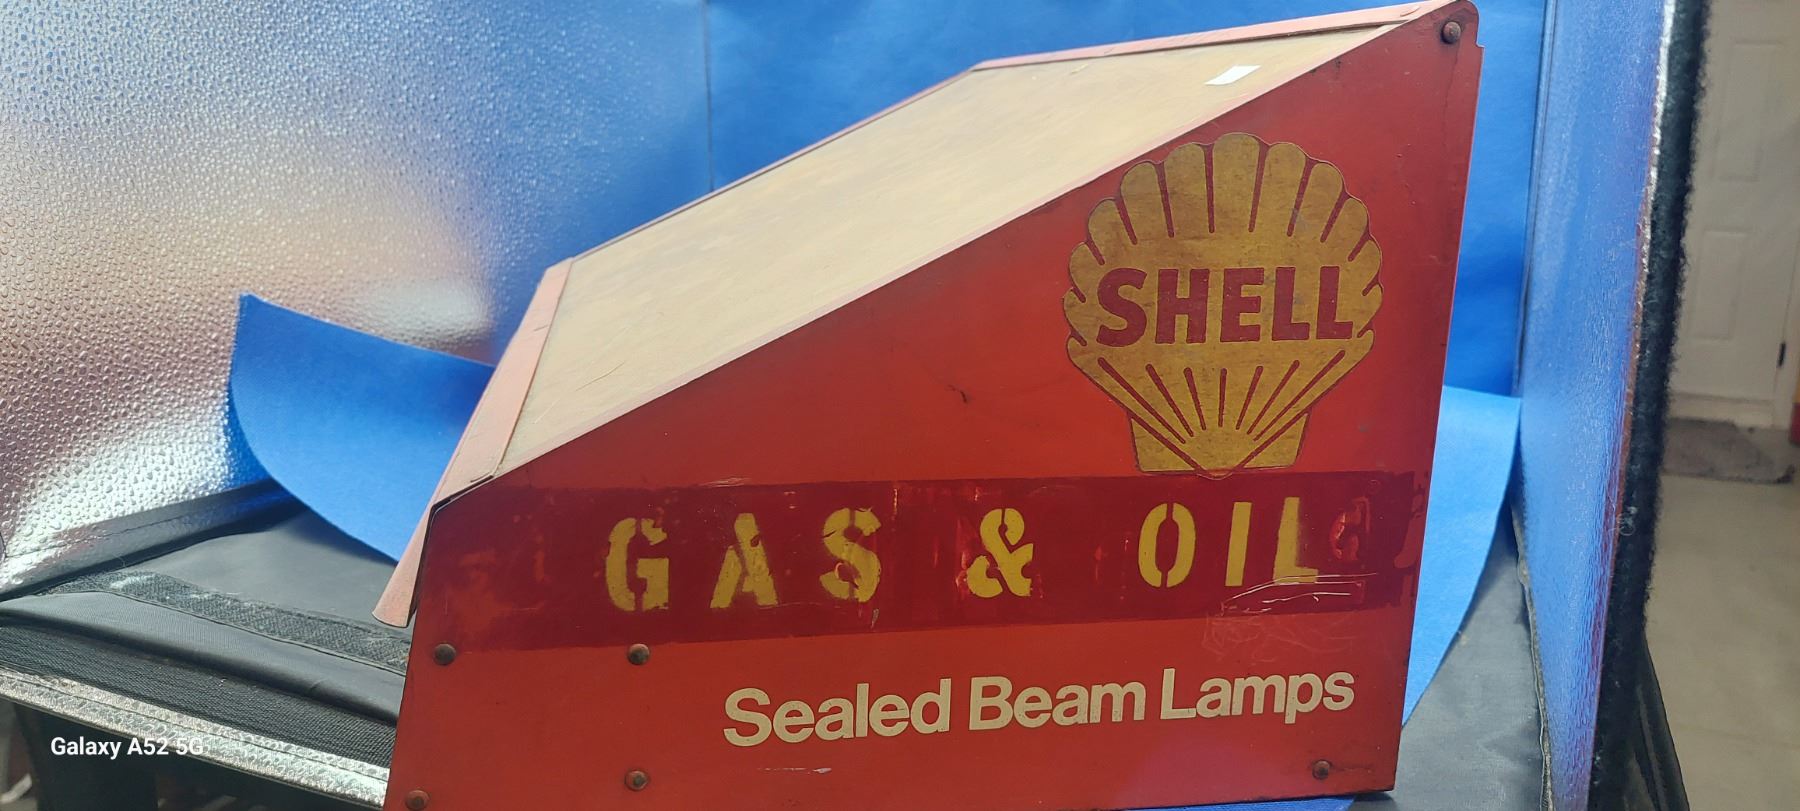 SHELL
GAS & OIL
Sealed Beam Lamps
Galaxy A52 5G